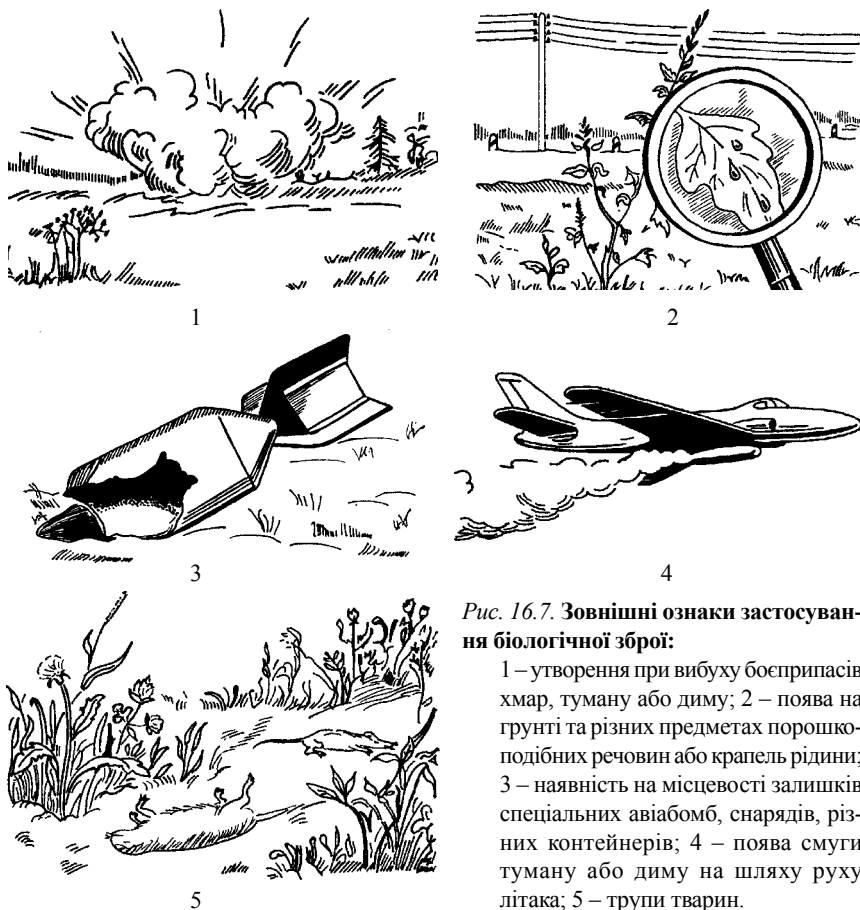 1
2
3
4
5
Рис. 16.7. Зовнішні ознаки застосуван-
ня біологічної зброї:
1 – утворення при вибуху боєприпасів
хмар, туману або диму; 2 – поява на
грунті та різних предметах порошко-
подібних речовин або крапель рідини;
3 – наявність на місцевості залишків
спеціальних авіабомб, снарядів, різ-
них контейнерів; 4 – поява смуги
туману або диму на шляху руху
літака; 5 – трупи тварин.